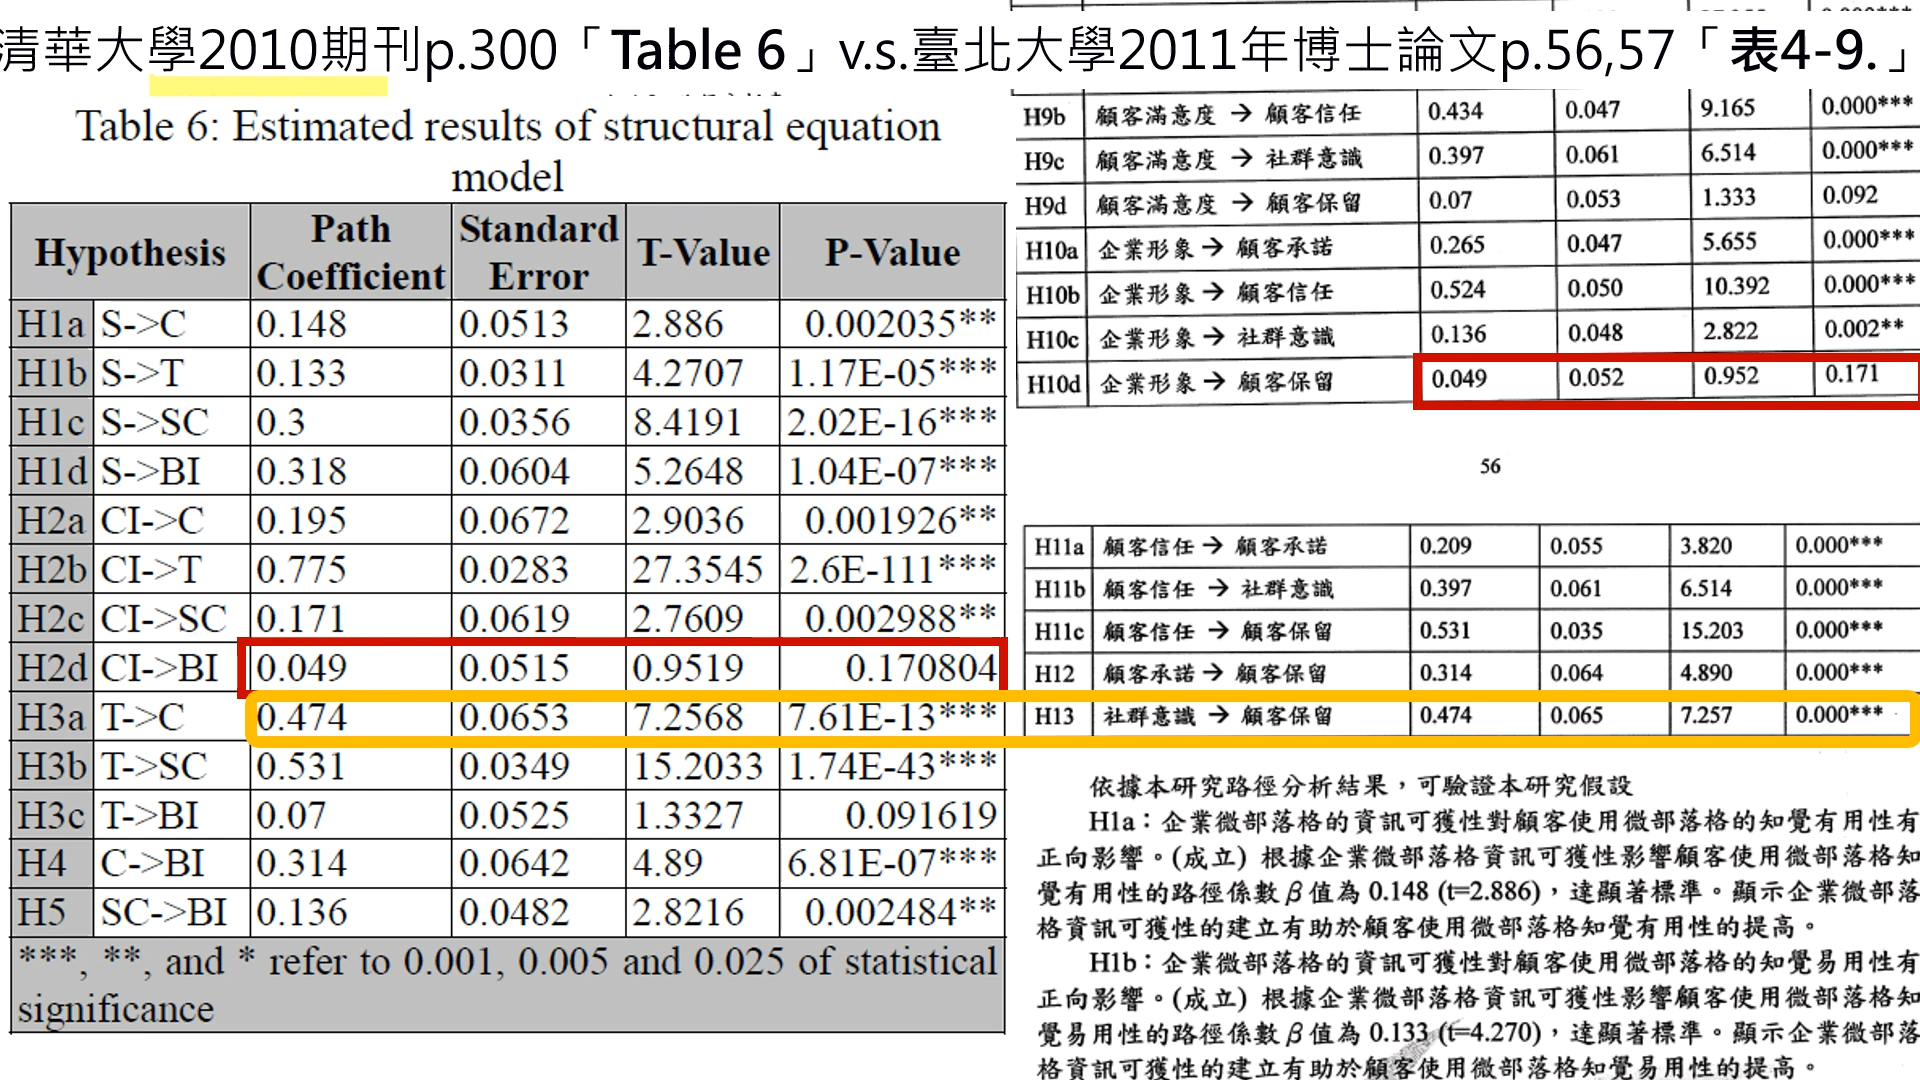 清華大學2010期刊p.300「Table 6」v.s.臺北大學2011年博士論文p.56,57「表4-9.」
Table 6: Estimated results of structural equation
model
Hypothesis Path Coefficient Standard Error T-Value P-Value
H1a S->C 0.148 0.0513 2.886 0.002035**
H1b S->T 0.133 0.0311 4.2707 1.17E-05***
H1c S->SC 0.3 0.0356 8.4191 2.02E-16***
H1d S->BI 0.318 0.0604 5.2648 1.04E-07***
H2a CI->C 0.195 0.0672 2.9036 0.001926**
H2b CI->T 0.775 0.0283 27.3545 2.6E-111***
H2c CI->SC 0.171 0.0619 2.7609 0.002988**
H2d CI->BI 0.049 0.0515 0.9519 0.170804
H3a T->C 0.474 0.0653 7.2568 7.61E-13***
H3b T->SC 0.531 0.0349 15.2033 1.74E-43***
H3c T->BI 0.07 0.0525 1.3327 0.091619
H4 C->BI 0.314 0.0642 4.89 6.81E-07***
H5 SC->BI 0.136 0.0482 2.8216 0.002484**
***, **, and * refer to 0.001, 0.005 and 0.025 of statistical
significance
H9b 顧客滿意度 → 顧客信任 0.434 0.047 9.165 0.000***
H9c 顧客滿意度 → 社群意識 0.397 0.061 6.514 0.000***
H9d 顧客滿意度 → 顧客保留 0.07 0.053 1.333 0.092
H10a 企業形象 → 顧客承諾 0.265 0.047 5.655 0.000***
H10b 企業形象 → 顧客信任 0.524 0.050 10.392 0.000***
H10c 企業形象 → 社群意識 0.136 0.048 2.822 0.002**
H10d 企業形象 → 顧客保留 0.049 0.052 0.952 0.171
56
H11a 顧客信任 → 顧客承諾 0.209 0.055 3.820 0.000***
H11b 顧客信任 → 社群意識 0.397 0.061 6.514 0.000***
H11c 顧客信任 → 顧客保留 0.531 0.035 15.203 0.000***
H12 顧客承諾 → 顧客保留 0.314 0.064 4.890 0.000***
H13 社群意識 → 顧客保留 0.474 0.065 7.257 0.000***
依據本研究路徑分析結果，可驗證本研究假設
H1a：企業微部落格的資訊可獲性對顧客使用微部落格的知覺有用性有
正向影響。(成立) 根據企業微部落格資訊可獲性影響顧客使用微部落格知
覺有用性的路徑係數β值為 0.148 (t=2.886)，達顯著標準。顯示企業微部落
格資訊可獲性的建立有助於顧客使用微部落格知覺有用性的提高。
H1b：企業微部落格的資訊可獲性對顧客使用微部落格的知覺易用性有
正向影響。(成立) 根據企業微部落格資訊可獲性影響顧客使用微部落格知
覺易用性的路徑係數β值為 0.133 (t=4.270)，達顯著標準。顯示企業微部落
格資訊可獲性的建立有助於顧客使用微部落格知覺易用性的提高。